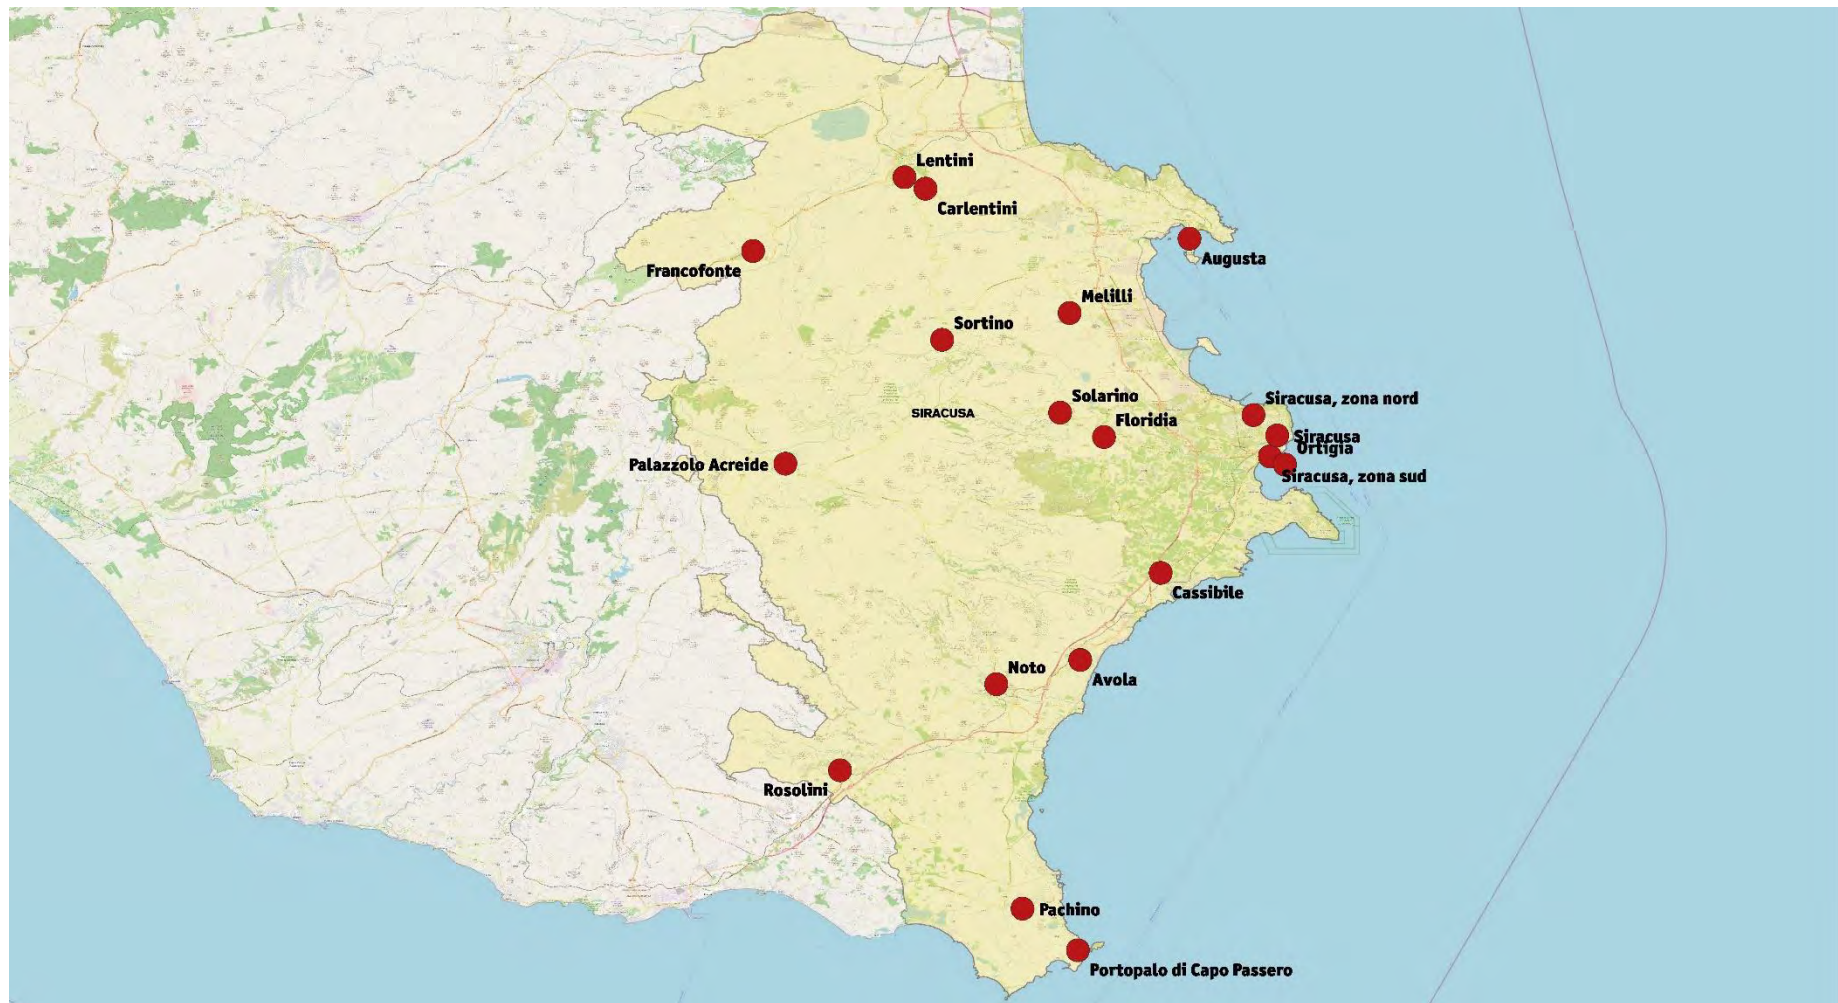 Lentini
Carlentini
Augusta
Francofonte
Melilli
Sortino
Solarino
Siracusa, zona nord
SIRACUSA
Floridia
Siracusa
Ortigia
Palazzolo Acreide
Siracusa, zona sud
Cassibile
Noto
Avola
Rosolini
Pachino
Portopalo di Capo Passero